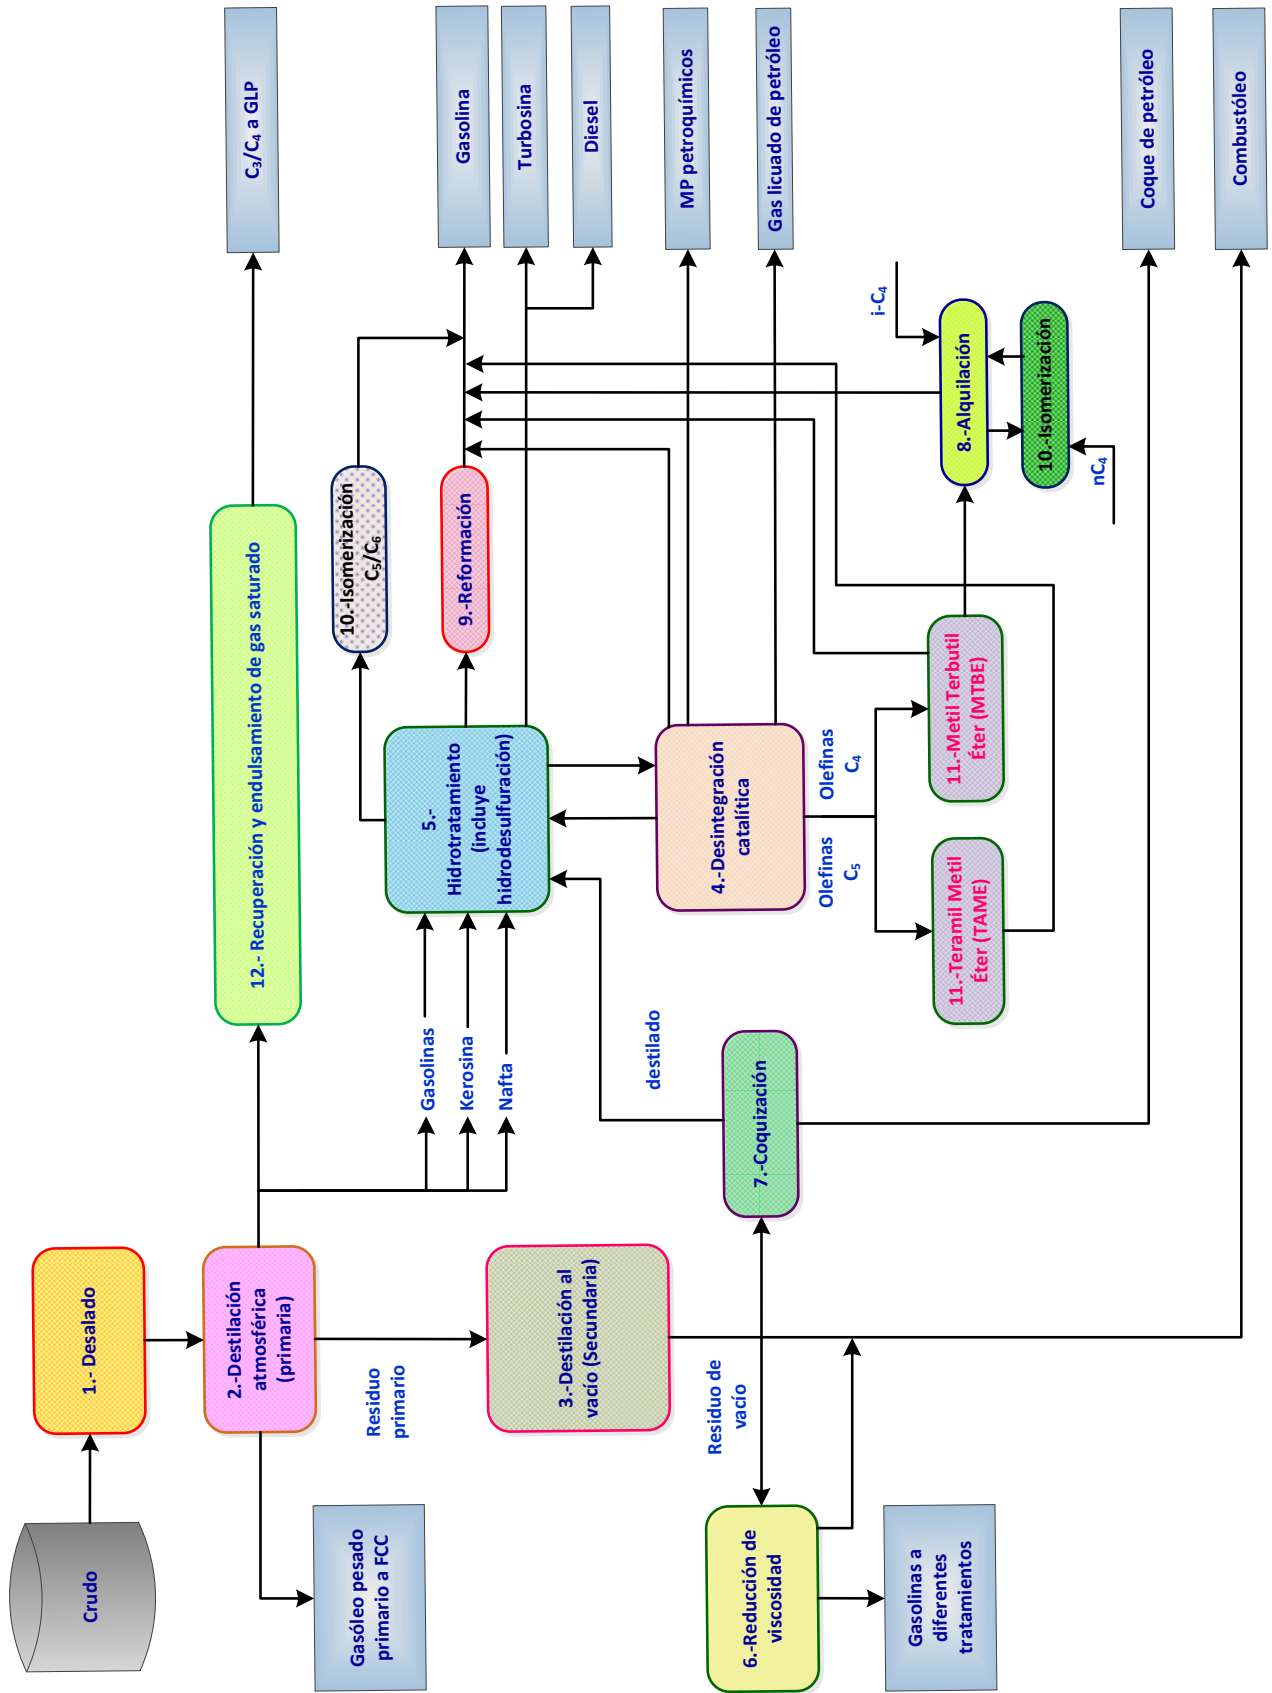 Crudo
1.- Desalado
2.-Destilación
atmosférica
(primaria)
Gasóleo pesado
primario a FCC
Residuo
primario
3.-Destilación al
vacío (Secundaria)
Residuo de
vacío
6.-Reducción de
viscosidad
Gasolinas a
diferentes
tratamientos
12.- Recuperación y endulsamiento de gas saturado
Gasolinas
Kerosina
Nafta
5.-
Hidrotratamiento
(incluye
hidrodesulfuración)
destilado
7.-Coquización
4.-Desintegración
catalítica
Olefinas
C₅
Olefinas
C₄
11.-Teramil Metil
Éter (TAME)
11.-Metil Terbutil
Éter (MTBE)
10.-Isomerización
C₅/C₆
9.-Reformación
8.-Alquilación
10.-Isomerización
i-C₄
nC₄
C₃/C₄ a GLP
Gasolina
Turbosina
Diesel
MP petroquímicos
Gas licuado de petróleo
Coque de petróleo
Combustóleo